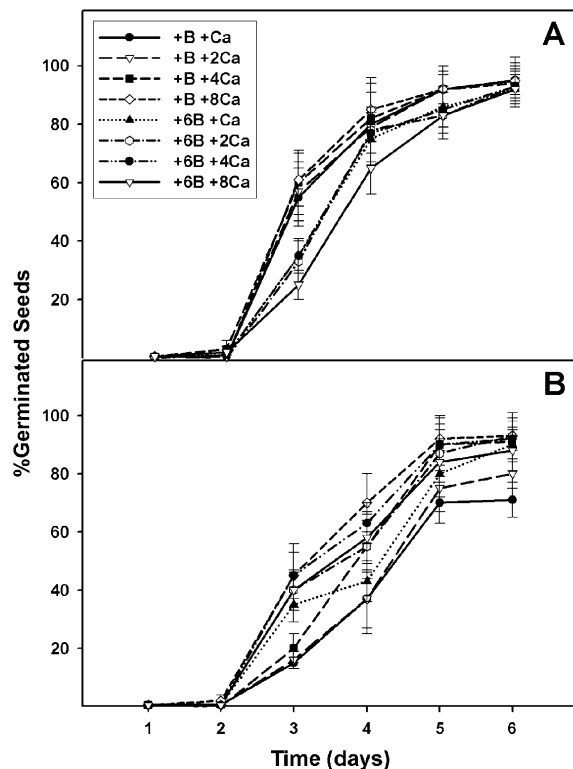 A
+B +Ca
+B +2Ca
+B +4Ca
+B +8Ca
+6B +Ca
+6B +2Ca
+6B +4Ca
+6B +8Ca
100
80
60
40
20
%Germinated Seeds
B
100
80
60
40
20
1 2 3 4 5 6
Time (days)